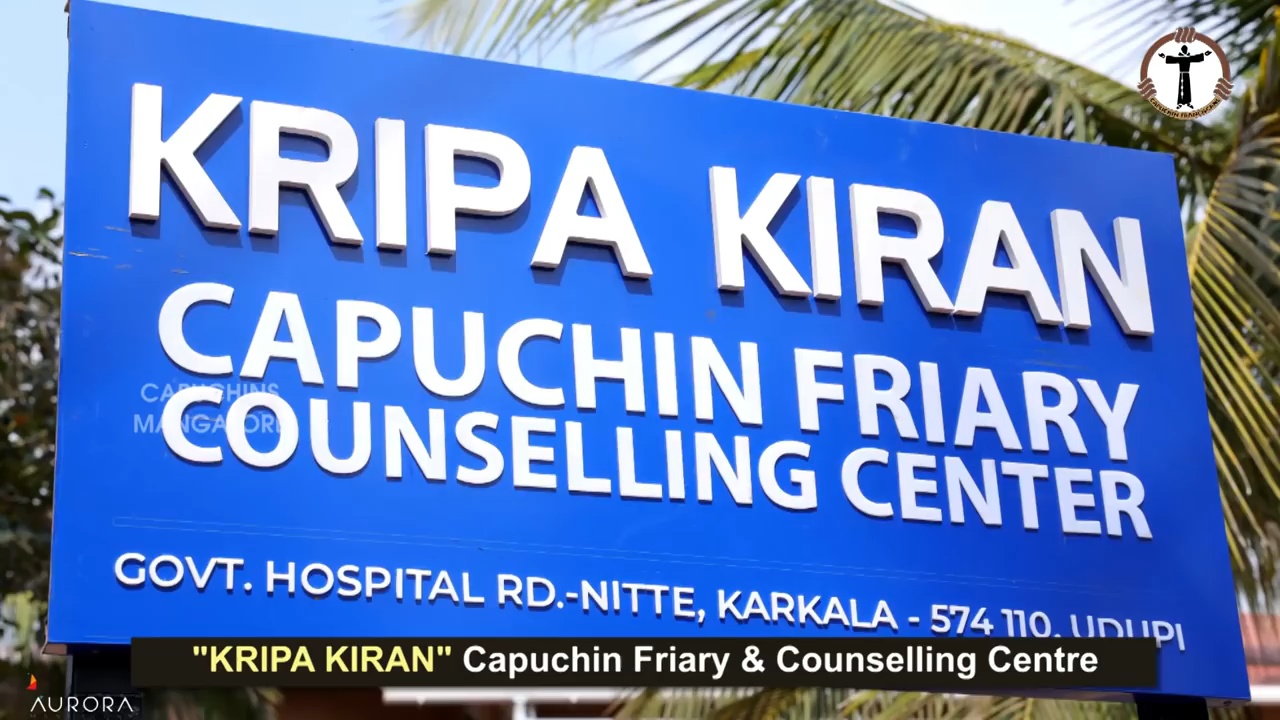 KRIPA KIRAN
CAPUCHIN FRIARY
COUNSELLING CENTER
CAPUCHINS
MANGALORE
GOVT. HOSPITAL RD.-NITTE, KARKALA - 574 110. UDUPI
"KRIPA KIRAN" Capuchin Friary & Counselling Centre
AURORA